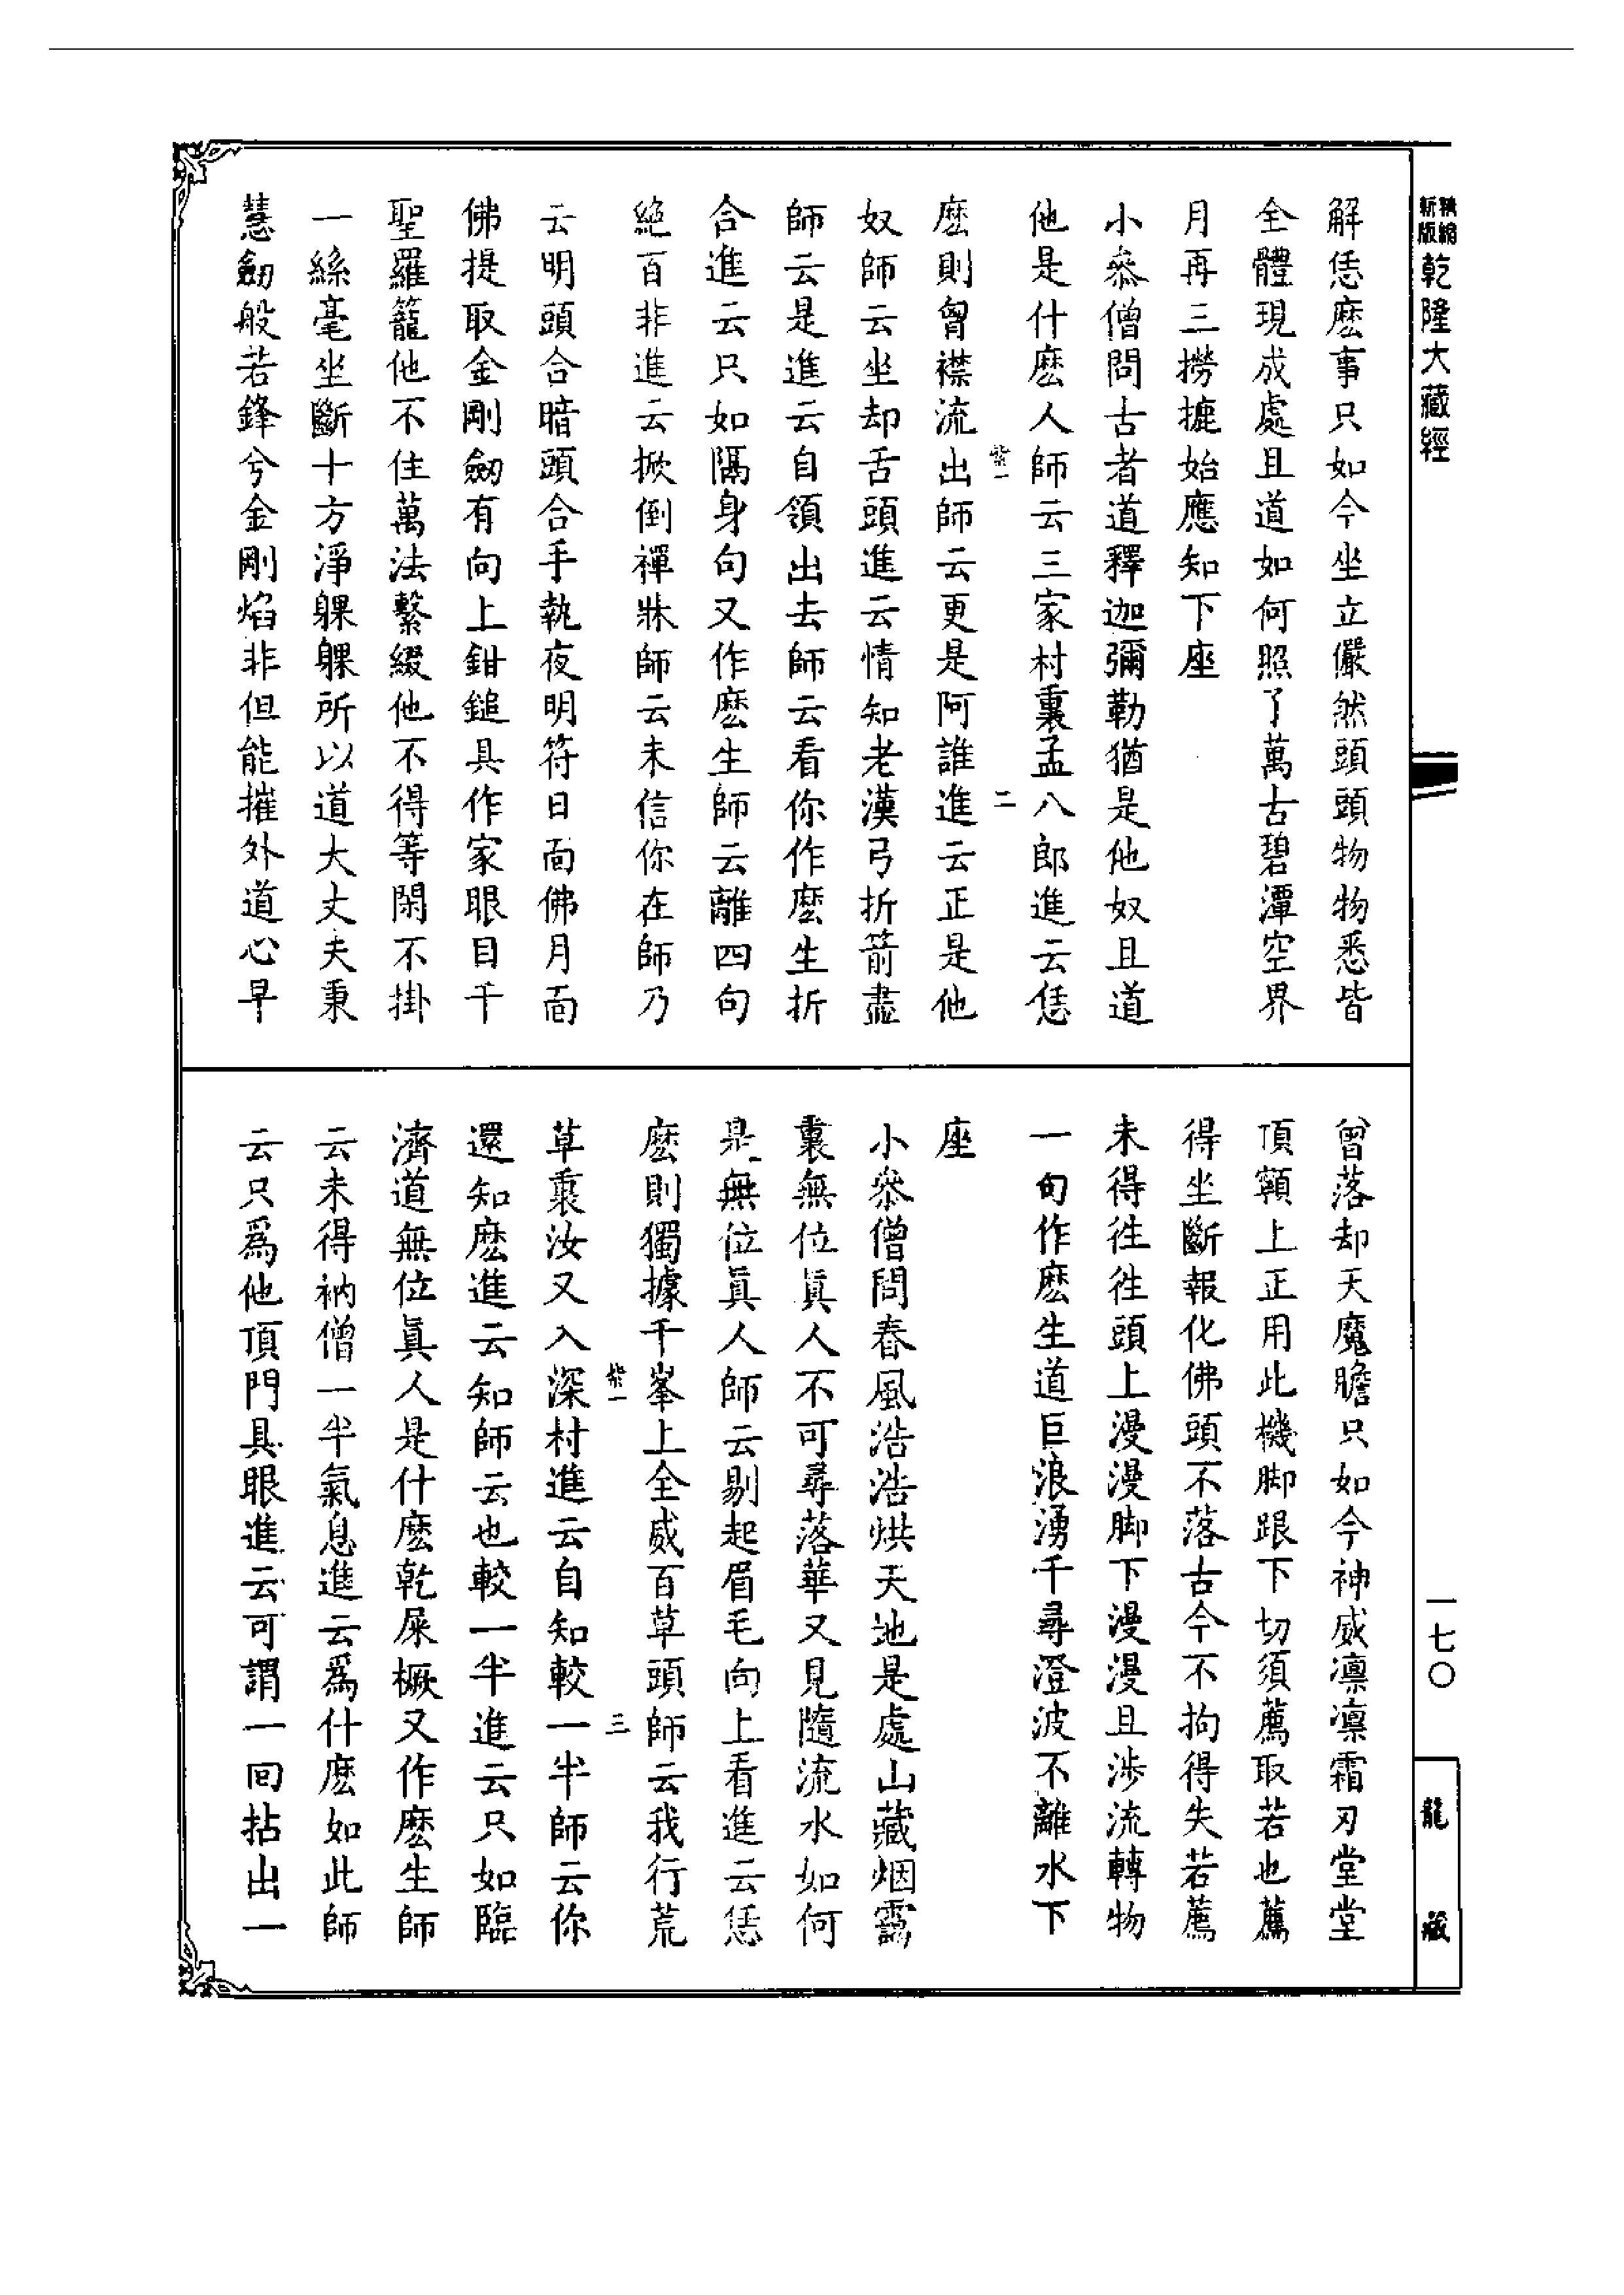 精縮新版乾隆大藏經
解恁麼事只如今坐立儼然頭頭物物悉皆
全體現成處且道如何照了萬古碧潭空界
月再三撈摝始應知下座
小參僧問古者道釋迦彌勒猶是他奴且道
他是什麼人師云三家村裏孟八郎進云恁
紫一
二
麼則胷襟流出師云更是阿誰進云正是他
奴師云坐却舌頭進云情知老漢弓折箭盡
師云是進云自領出去師云看你作麼生折
合進云只如隔身句又作麼生師云離四句
絕百非進云掀倒禪牀師云未信你在師乃
云明頭合暗頭合手執夜明符日面佛月面
佛提取金剛劒有向上鉗鎚具作家眼目千
聖羅籠他不住萬法繫綴他不得等閑不掛
一絲毫坐斷十方淨躶躶所以道大丈夫秉
慧劒般若鋒兮金剛焰非但能摧外道心早
曾落却天魔膽只如今神威凛凛霜刃堂堂
頂𩕳上正用此機脚跟下切須薦取若也薦
得坐斷報化佛頭不落古今不拘得失若薦
未得徃徃頭上漫漫脚下漫漫且涉流轉物
一句作麼生道巨浪湧千尋澄波不離水下
座
小參僧問春風浩浩烘天地是處山藏烟靄
裏無位眞人不可尋落華又見隨流水如何
是無位眞人師云剔起眉毛向上看進云恁
麼則獨據千峯上全威百草頭師云我行荒
紫一
三
草裏汝又入深村進云自知較一半師云你
還知麼進云知師云也較一半進云只如臨
濟道無位眞人是什麼乾屎橛又作麼生師
云未得衲僧一半氣息進云爲什麼如此師
云只爲他頂門具眼進云可謂一回拈出一
一七〇
龍藏